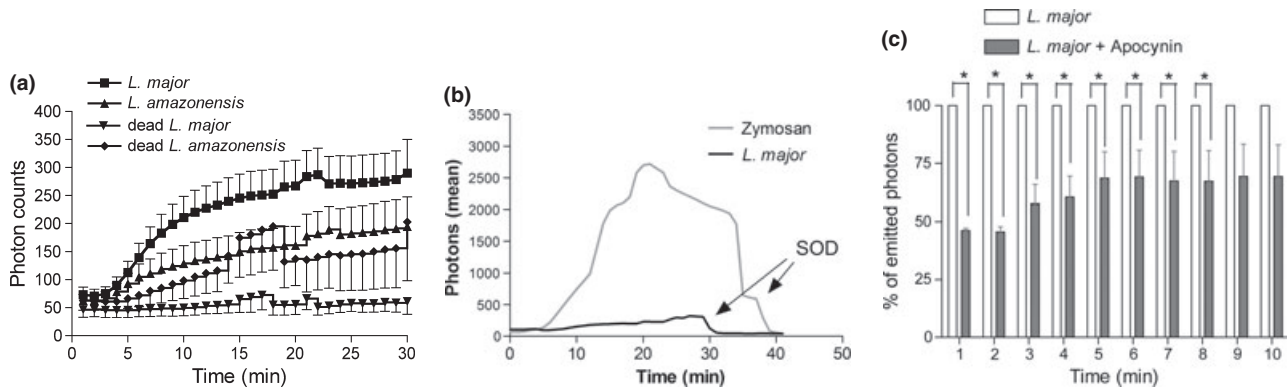 (a)
L. major
L. amazonensis
dead L. major
dead L. amazonensis
400
350
300
250
200
150
100
50
0
Photon counts
0 5 10 15 20 25 30
Time (min)
(b)
Zymosan
L. major
SOD
3500
3000
2500
2000
1500
1000
500
0
Photons (mean)
0 10 20 30 40 50
Time (min)
(c)
L. major
L. major + Apocynin
* * * * * * * *
100
75
50
25
0
% of emitted photons
1 2 3 4 5 6 7 8 9 10
Time (min)